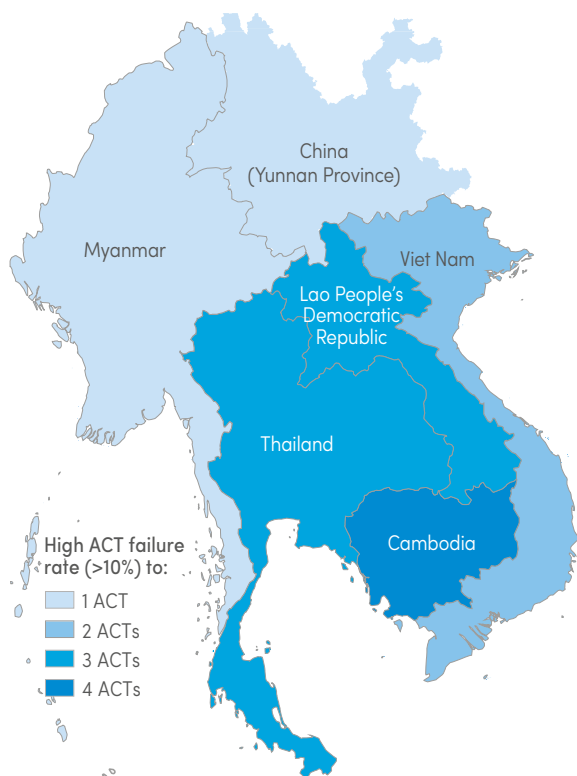 China
(Yunnan Province)
Myanmar
Viet Nam
Lao People's
Democratic
Republic
Thailand
Cambodia
High ACT failure
rate (>10%) to:
1 ACT
2 ACTs
3 ACTs
4 ACTs